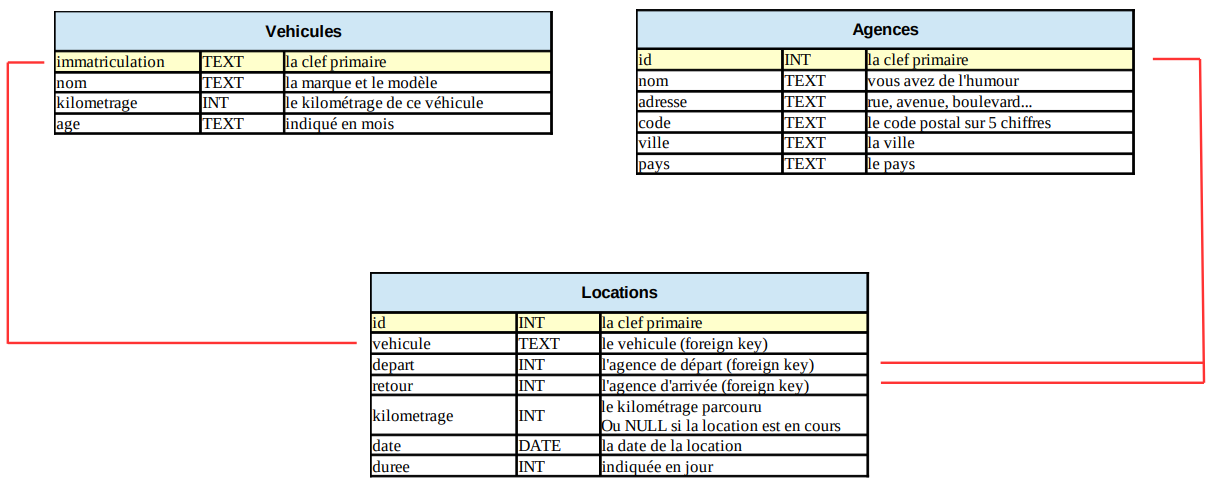 Vehicules
immatriculation TEXT la clef primaire
nom TEXT la marque et le modèle
kilometrage INT le kilométrage de ce véhicule
age TEXT indiqué en mois
Agences
id INT la clef primaire
nom TEXT vous avez de l'humour
adresse TEXT rue, avenue, boulevard...
code TEXT le code postal sur 5 chiffres
ville TEXT la ville
pays TEXT le pays
Locations
id INT la clef primaire
vehicule TEXT le vehicule (foreign key)
depart INT l'agence de départ (foreign key)
retour INT l'agence d'arrivée (foreign key)
kilometrage INT le kilométrage parcouru
Ou NULL si la location est en cours
date DATE la date de la location
duree INT indiquée en jour